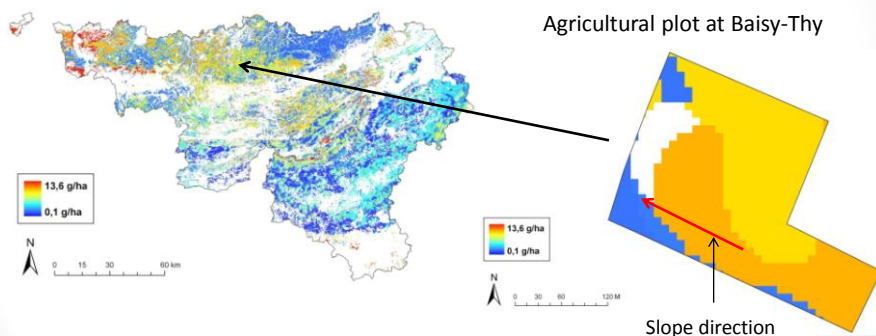 Agricultural plot at Baisy-Thy
13,6 g/ha
0,1 g/ha
N
0 15 30 60 km
13,6 g/ha
0,1 g/ha
N
0 30 60 120 M
Slope direction